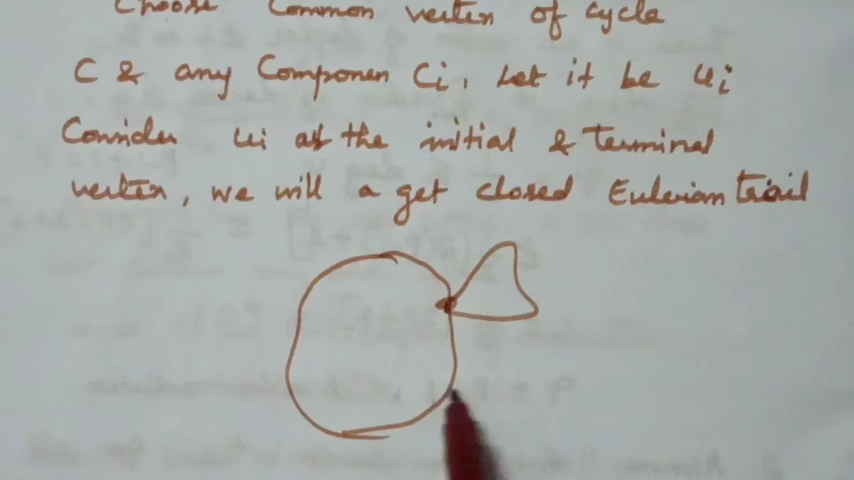 Choose Common vertex of cycle
C & any Componen Ci, Let it be ui
Consider ui as the initial & terminal
vertex, we will a get closed Eulerian trail